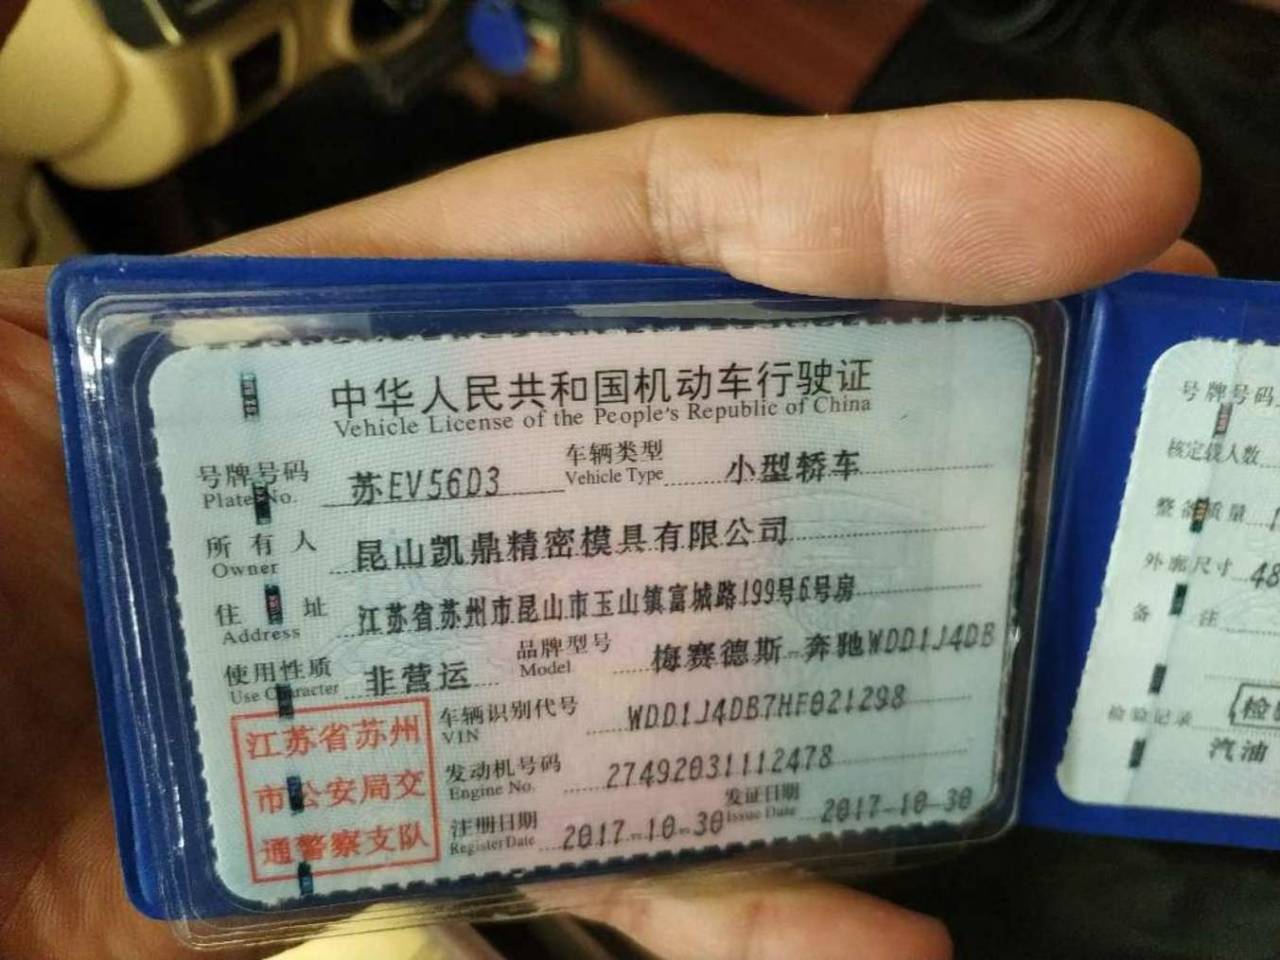 中华人民共和国机动车行驶证
Vehicle License of the People's Republic of China
号牌号码 苏EV56D3 车辆类型 小型轿车
Plate No. Vehicle Type
所有人 昆山凯鼎精密模具有限公司
Owner
住址 江苏省苏州市昆山市玉山镇富城路199号6号房
Address
使用性质 非营运 品牌型号 梅赛德斯-奔驰WDD1J4DB
Use Character Model
车辆识别代号 WDD1J4DB7HF021298
VIN
发动机号码 27492031112478
Engine No.
注册日期 2017-10-30 发证日期 2017-10-30
Register Date Issue Date
江苏省苏州
市公安局交
通警察支队
号牌号码
核定载人数
整备质量
外廓尺寸 48
备注
检验记录
汽油